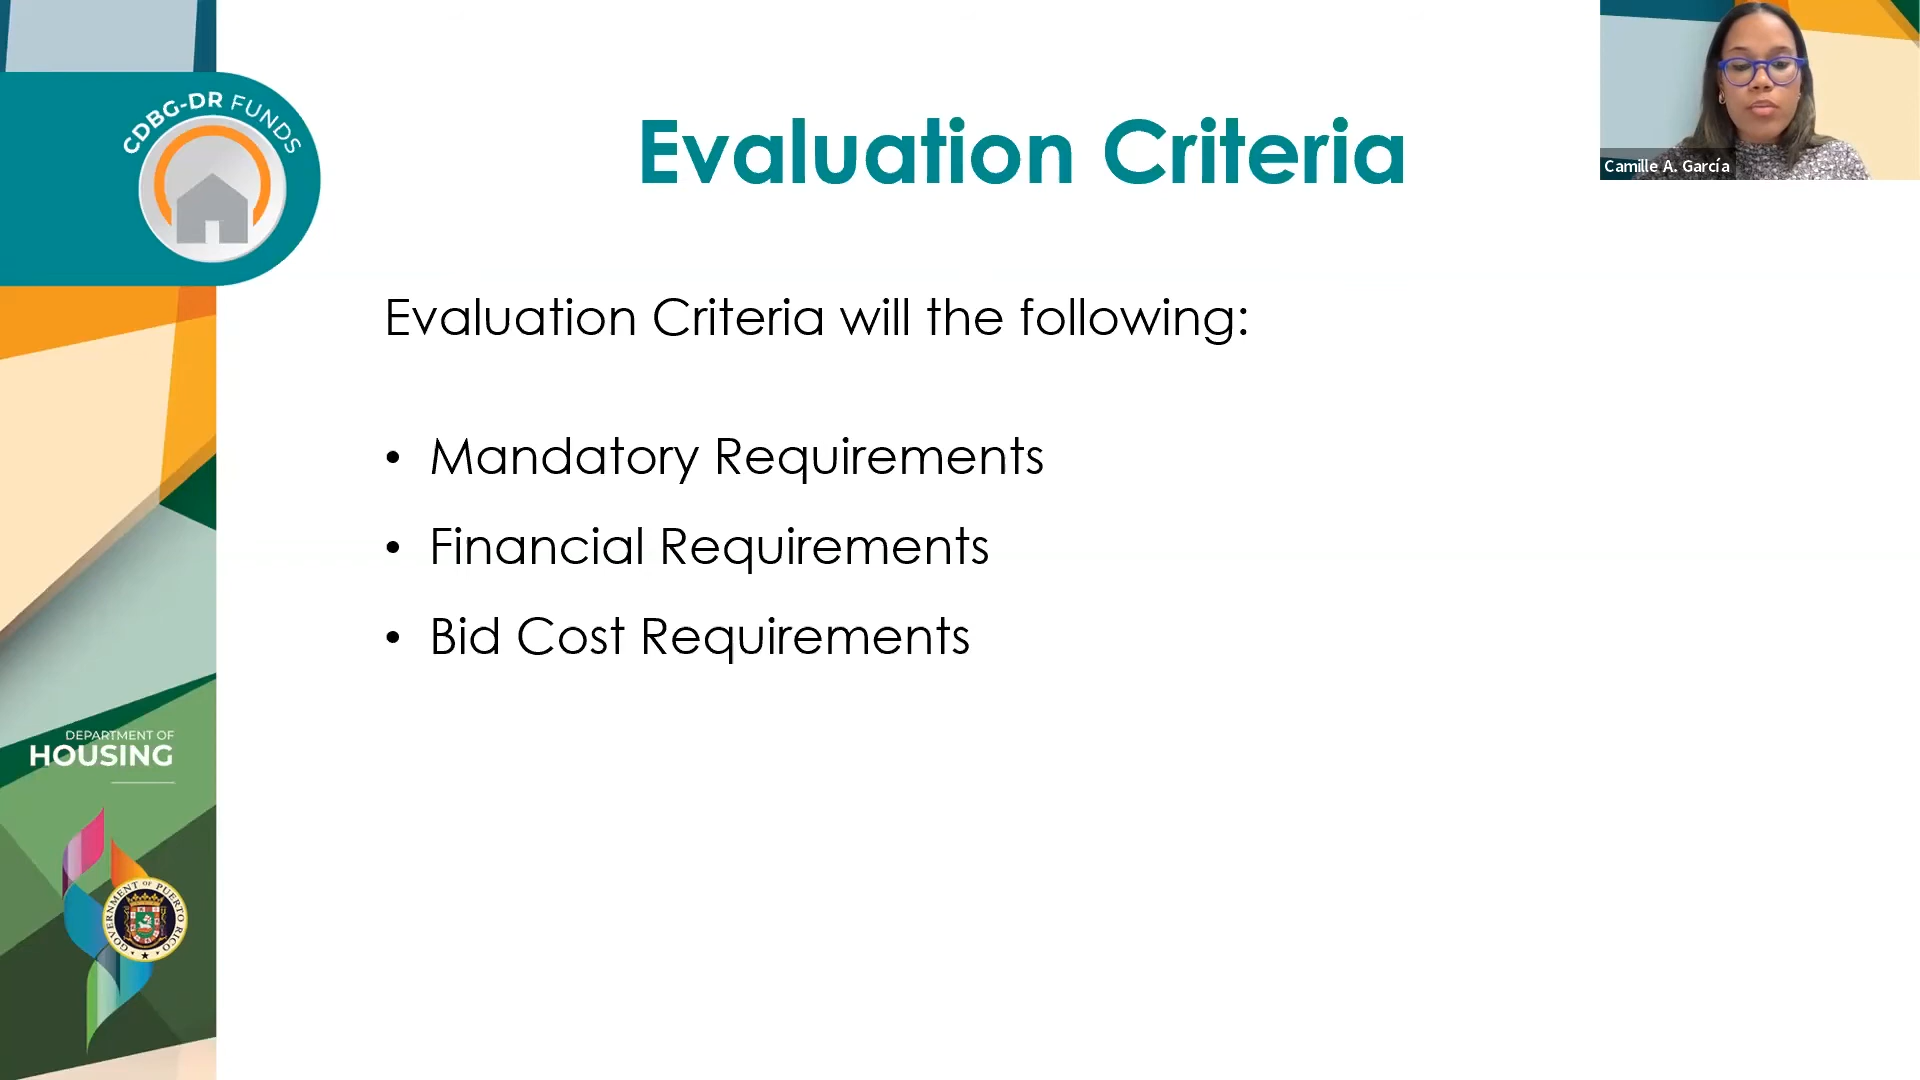 CDBG-DR FUNDS
Evaluation Criteria
Camille A. García
Evaluation Criteria will the following:
• Mandatory Requirements
• Financial Requirements
• Bid Cost Requirements
DEPARTMENT OF
HOUSING
GOVERNMENT OF PUERTO RICO